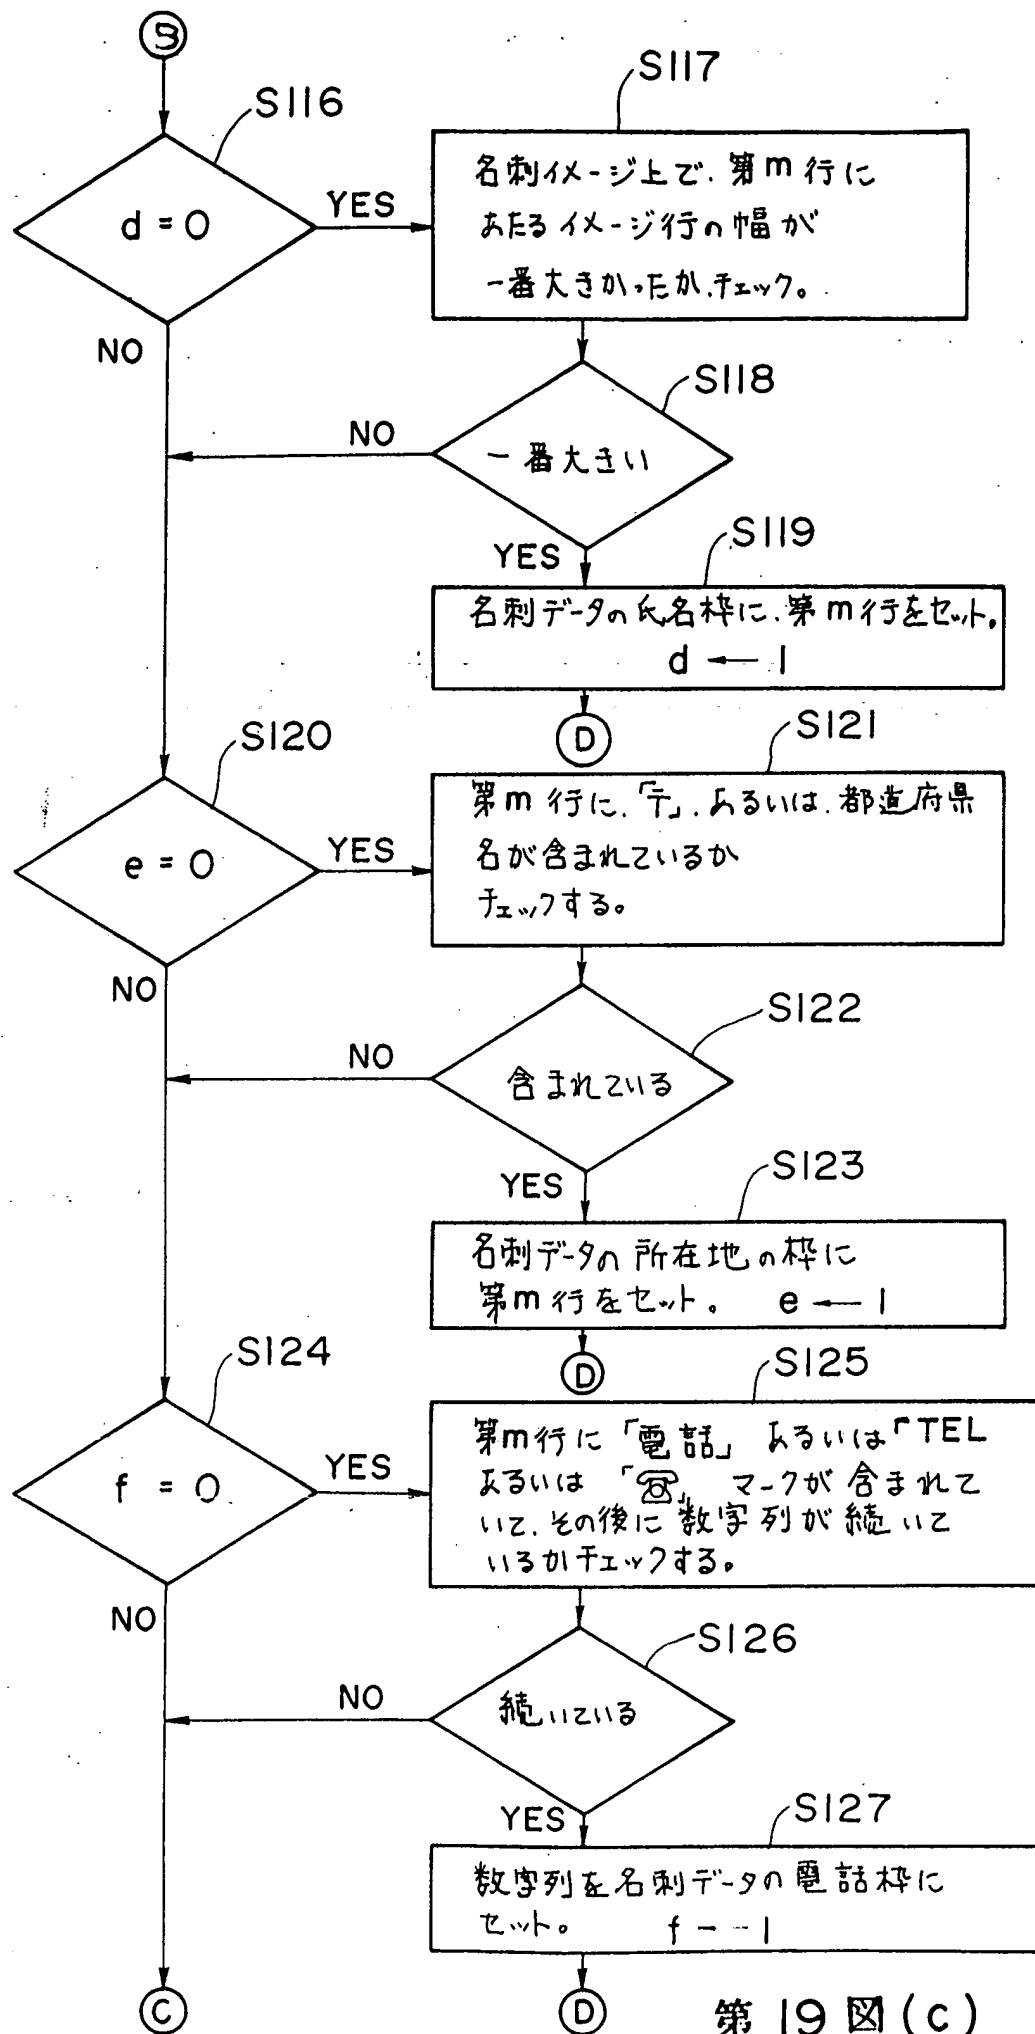 B
S116
S117
d = 0
YES
NO
名刺イメージ上で、第m行に
あたるイメージ行の幅が
一番大きかったか、チェック。
S118
NO
一番大きい
YES
S119
名刺データの氏名枠に、第m行をセット。
d ← 1
D
S120
S121
e = 0
YES
NO
第m行に、「〒」、あるいは、都道府県
名が含まれているか
チェックする。
S122
NO
含まれている
YES
S123
名刺データの所在地の枠に
第m行をセット。 e ← 1
D
S124
S125
f = 0
YES
NO
第m行に「電話」あるいは「TEL
あるいは「☎」マークが含まれて
いて、その後に数字列が続いて
いるかチェックする。
S126
NO
続いている
YES
S127
数字列を名刺データの電話枠に
セット。 f ← 1
C
D
第19図(c)